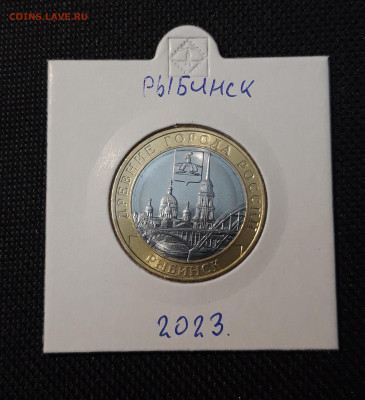 COINS.LAVE.RU
РЫБИНСК
ДРЕВНИЕ ГОРОДА РОССИИ
РЫБИНСК
2023.